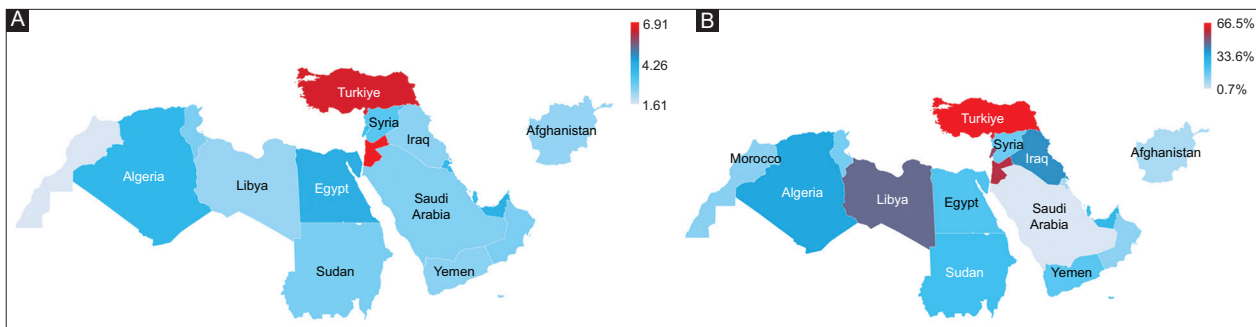 A
6.91
4.26
1.61
Turkiye
Syria
Iraq
Afghanistan
Algeria
Libya
Egypt
Saudi
Arabia
Sudan
Yemen
B
66.5%
33.6%
0.7%
Turkiye
Syria
Iraq
Afghanistan
Morocco
Algeria
Libya
Egypt
Saudi
Arabia
Sudan
Yemen